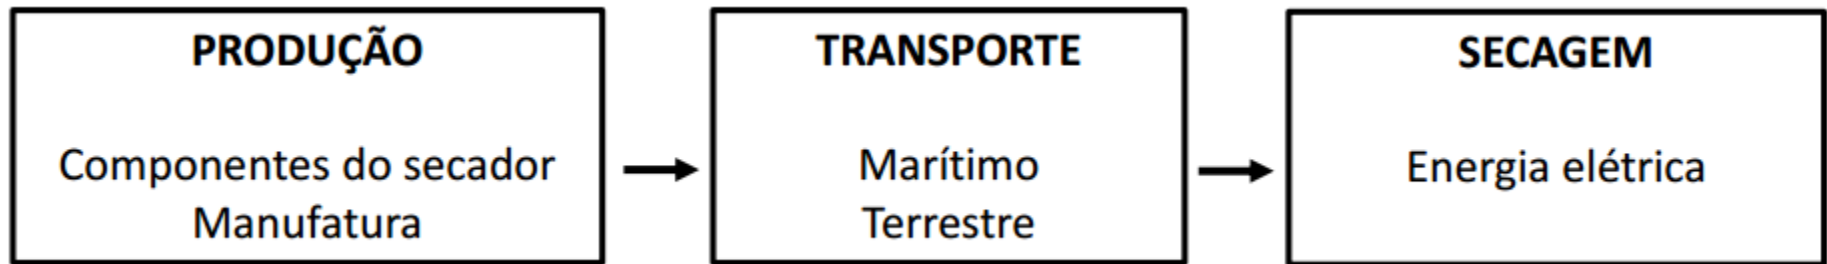 PRODUÇÃO
Componentes do secador
Manufatura
TRANSPORTE
Marítimo
Terrestre
SECAGEM
Energia elétrica